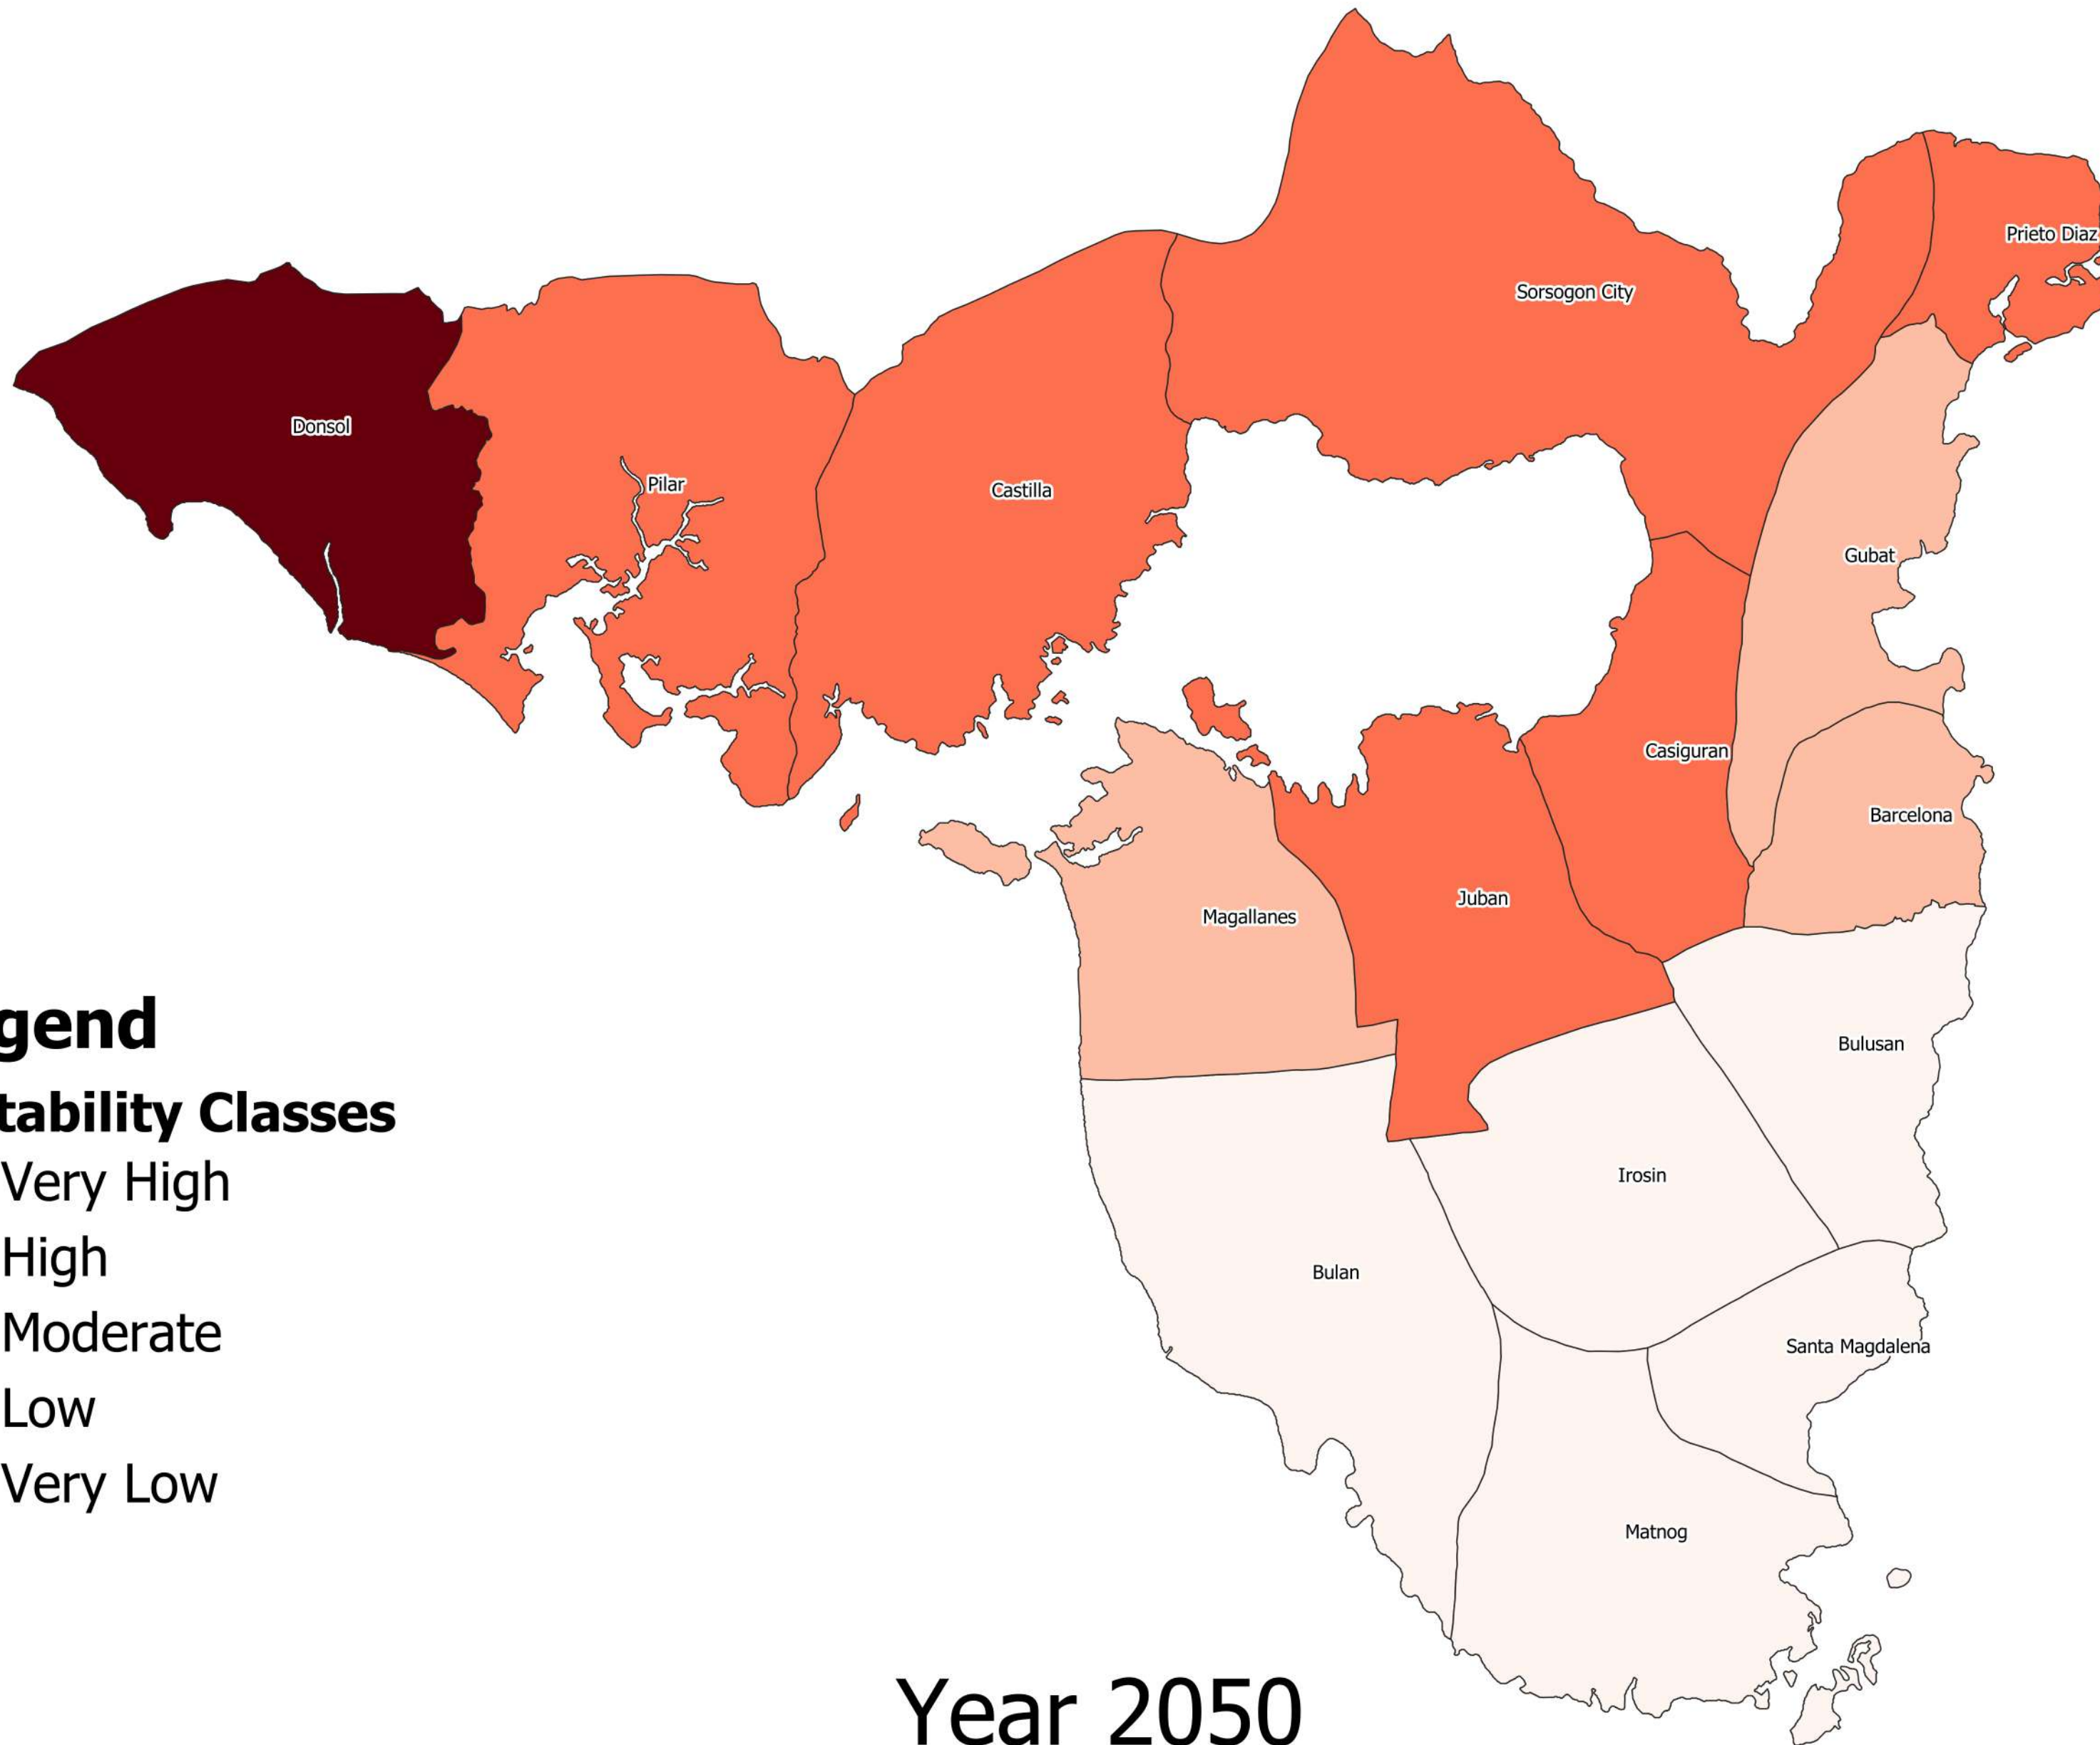 Prieto Diaz
Sorsogon City
Donsol
Pilar
Castilla
Gubat
Casiguran
Barcelona
Juban
Magallanes
gend
tability Classes
Very High
High
Moderate
Low
Very Low
Bulusan
Irosin
Bulan
Santa Magdalena
Matnog
Year 2050